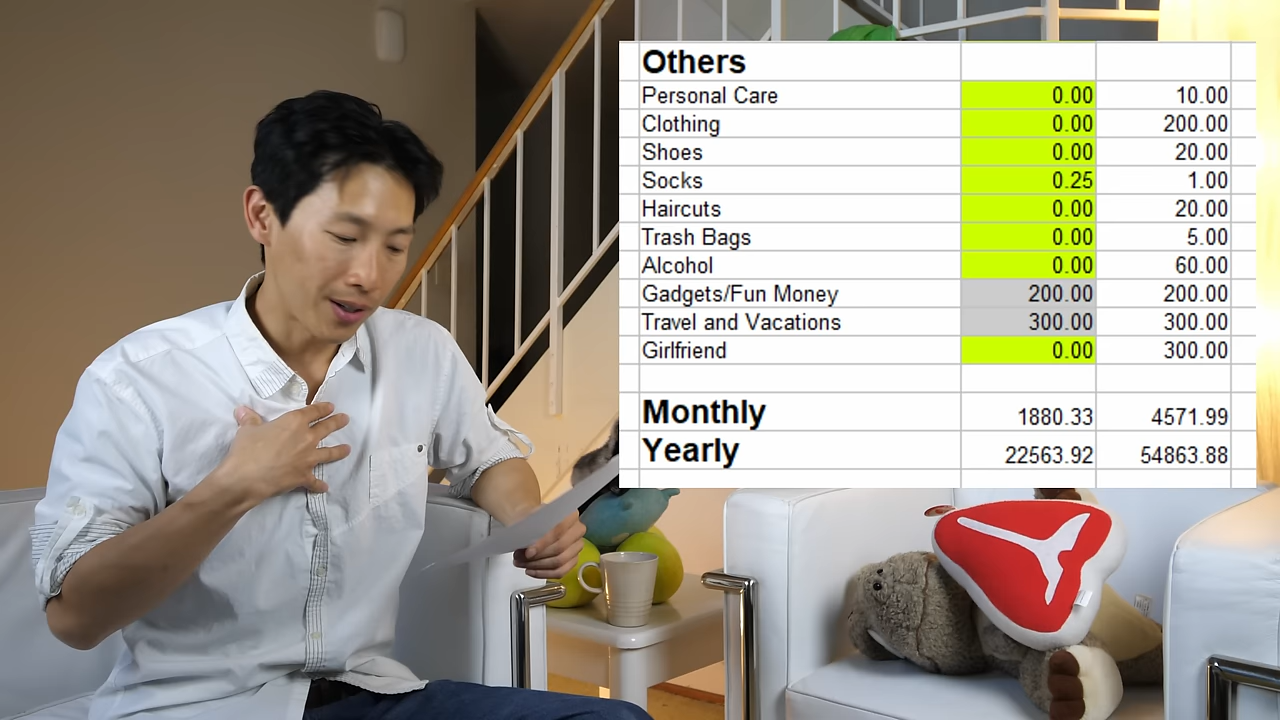 Others
Personal Care 0.00 10.00
Clothing 0.00 200.00
Shoes 0.00 20.00
Socks 0.25 1.00
Haircuts 0.00 20.00
Trash Bags 0.00 5.00
Alcohol 0.00 60.00
Gadgets/Fun Money 200.00 200.00
Travel and Vacations 300.00 300.00
Girlfriend 0.00 300.00
Monthly 1880.33 4571.99
Yearly 22563.92 54863.88